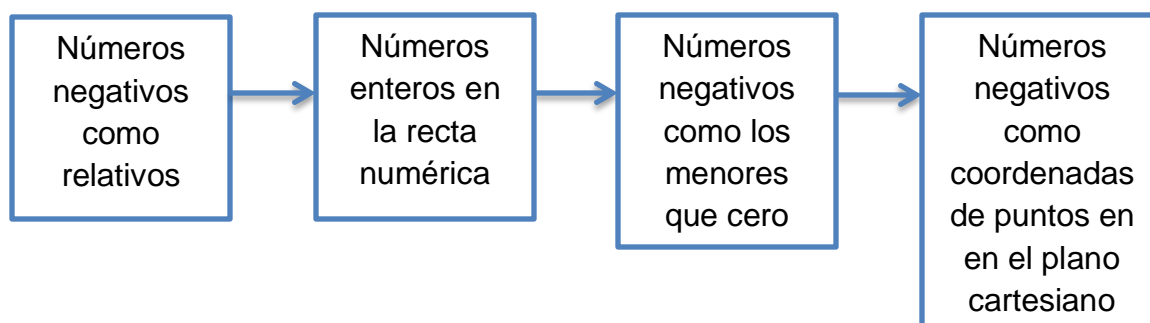 Números
negativos
como
relativos
Números
enteros en
la recta
numérica
Números
negativos
como los
menores
que cero
Números
negativos
como
coordenadas
de puntos en
en el plano
cartesiano